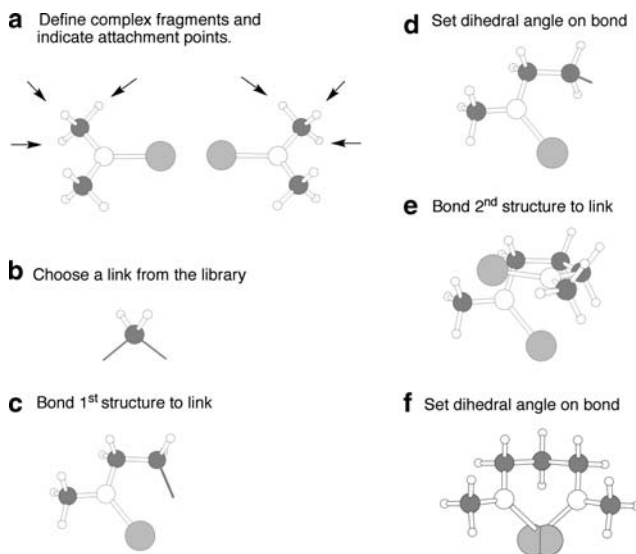 a Define complex fragments and
indicate attachment points.
b Choose a link from the library
c Bond 1st structure to link
d Set dihedral angle on bond
e Bond 2nd structure to link
f Set dihedral angle on bond